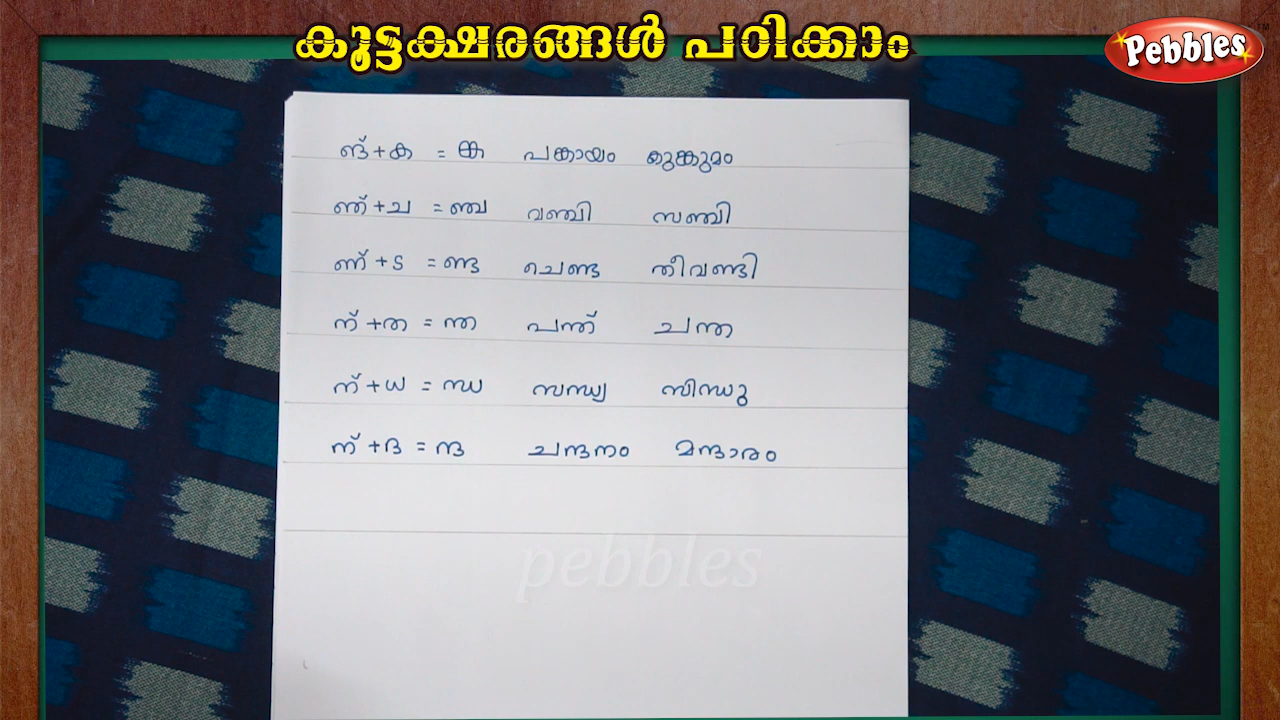 കൂട്ടക്ഷരങ്ങൾ പഠിക്കാം
Pebbles
ങ്+ക = ങ്ക പങ്കായം കുങ്കുമം
ഞ്+ച = ഞ്ച വഞ്ചി സഞ്ചി
ണ്+ട = ണ്ട ചെണ്ട തീവണ്ടി
ന്+ത = ന്ത പന്ത് ചന്ത
ന്+ധ = ന്ധ സന്ധ്യ സിന്ധു
ന്+ദ = ന്ദ ചന്ദനം മന്ദാരം
pebbles